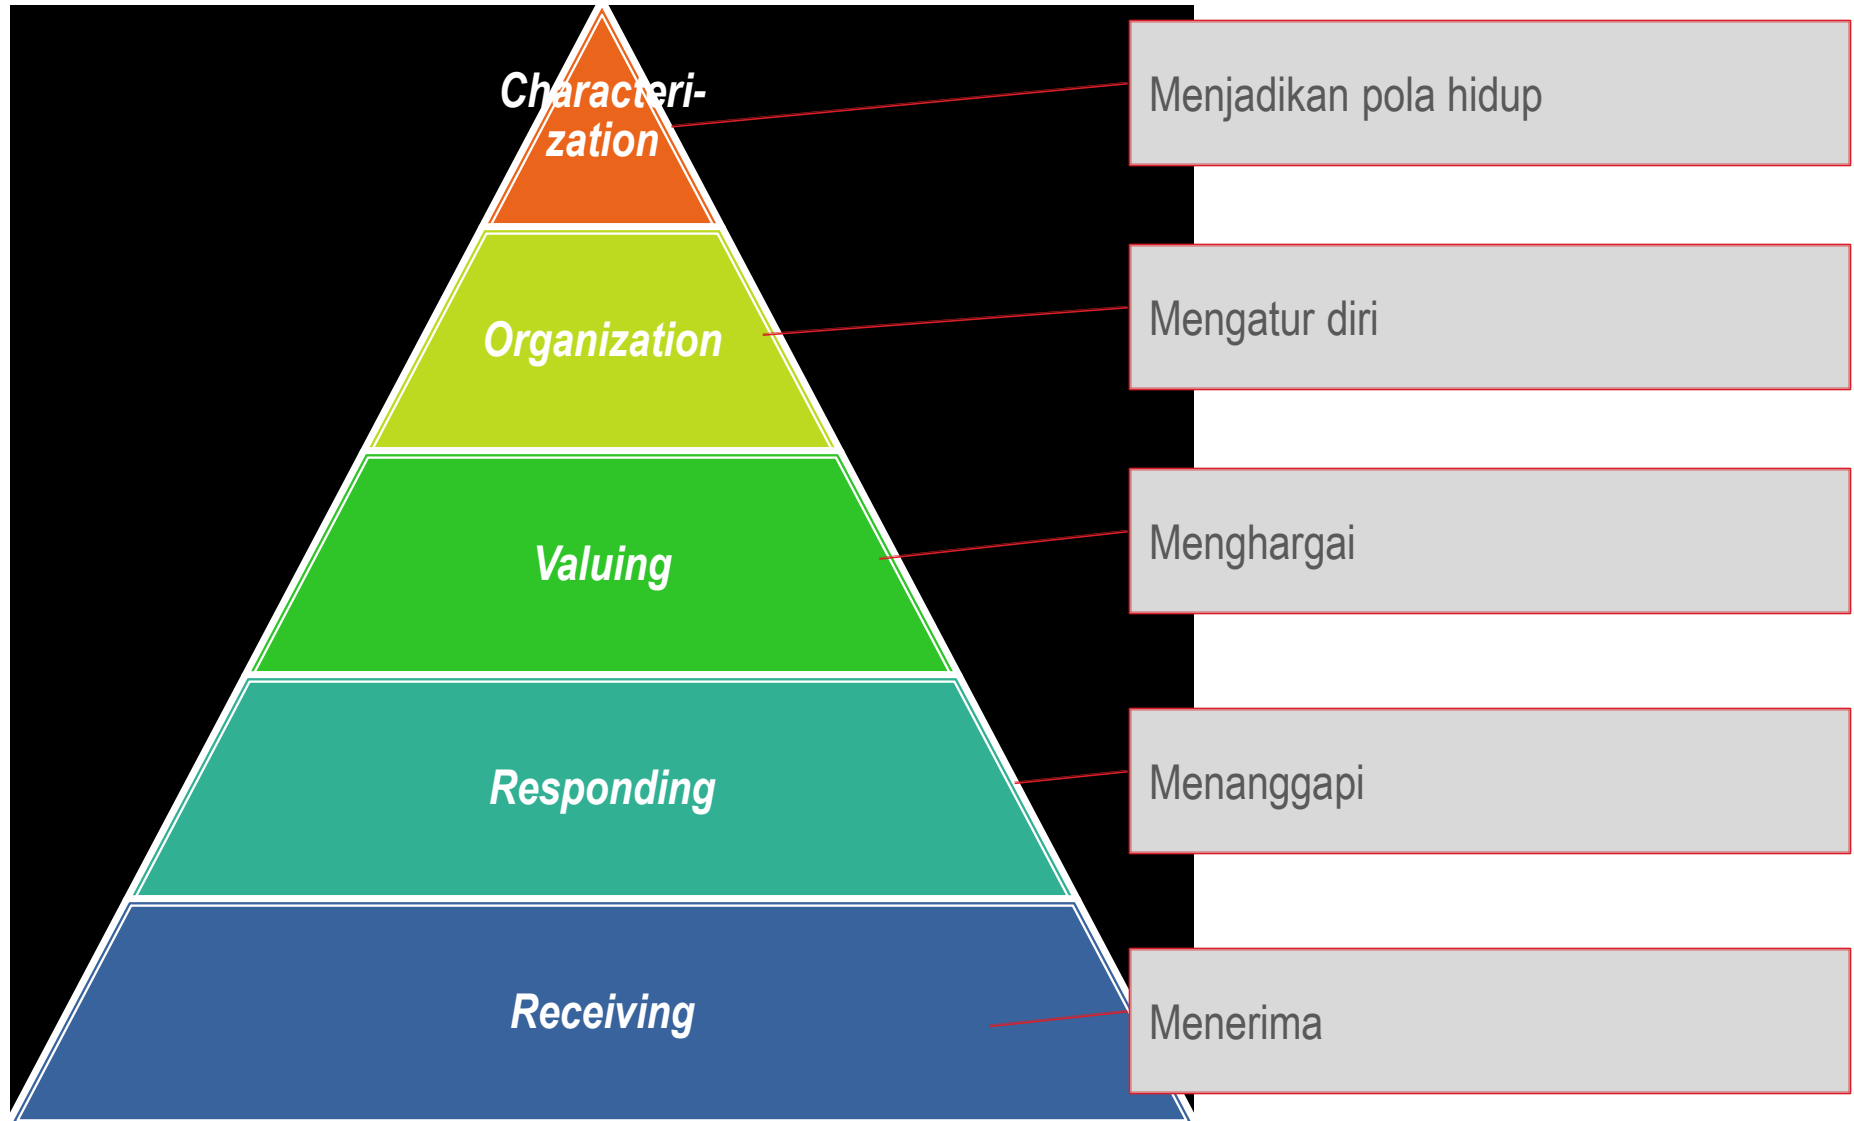 Characteri-
zation
Menjadikan pola hidup
Organization
Mengatur diri
Valuing
Menghargai
Responding
Menanggapi
Receiving
Menerima